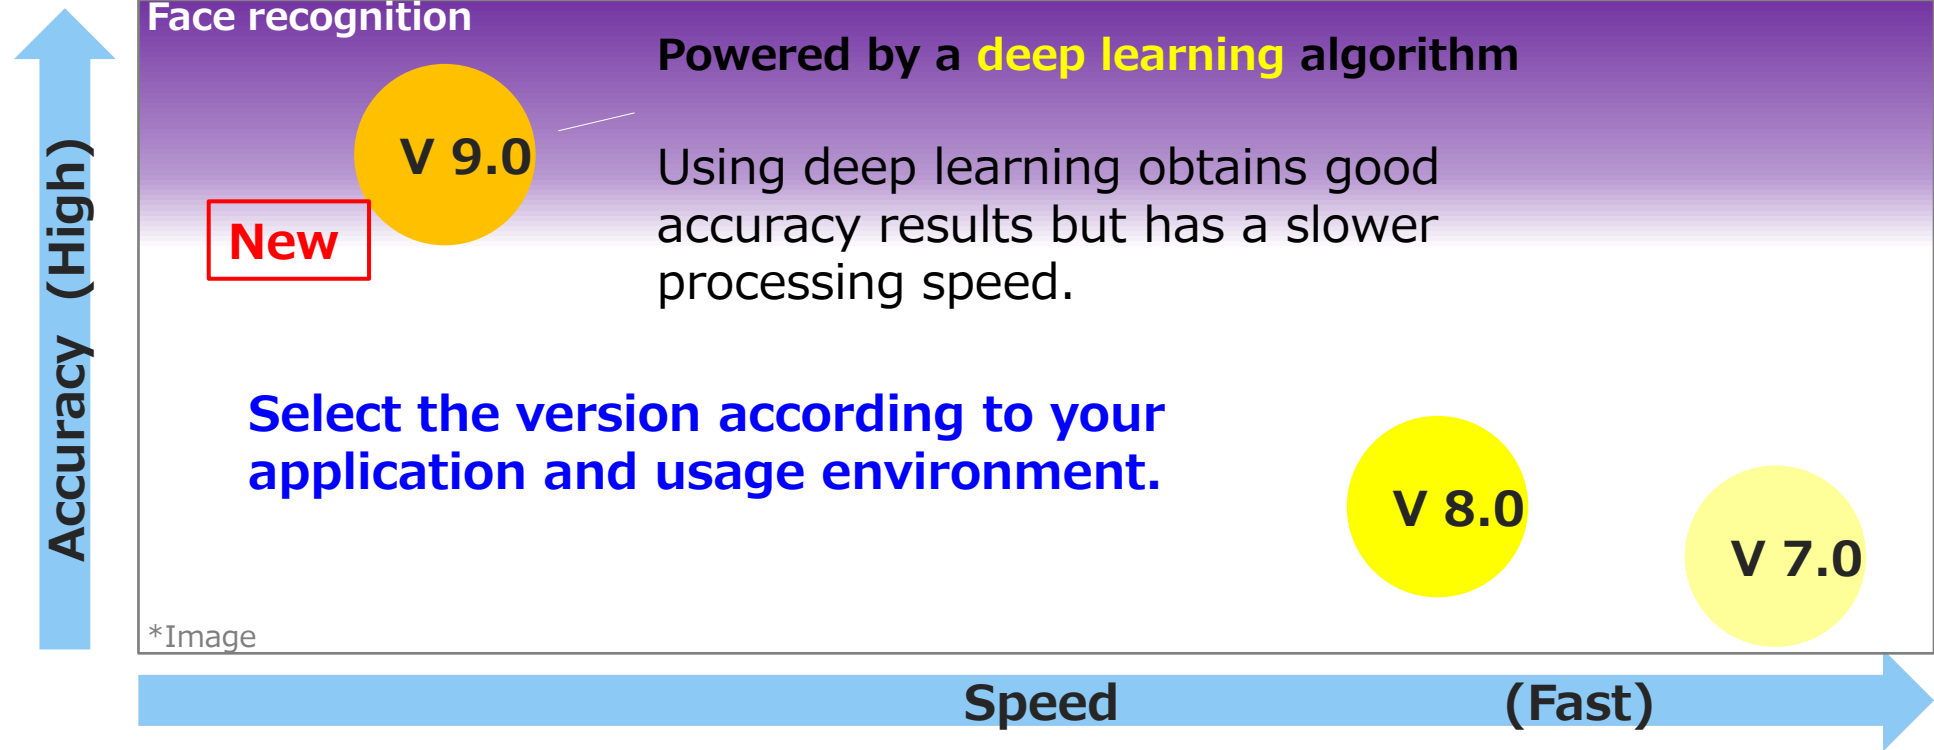 Face recognition
Powered by a deep learning algorithm
V 9.0
Using deep learning obtains good
accuracy results but has a slower
processing speed.
New
Accuracy (High)
Select the version according to your
application and usage environment.
V 8.0
V 7.0
*Image
Speed (Fast)